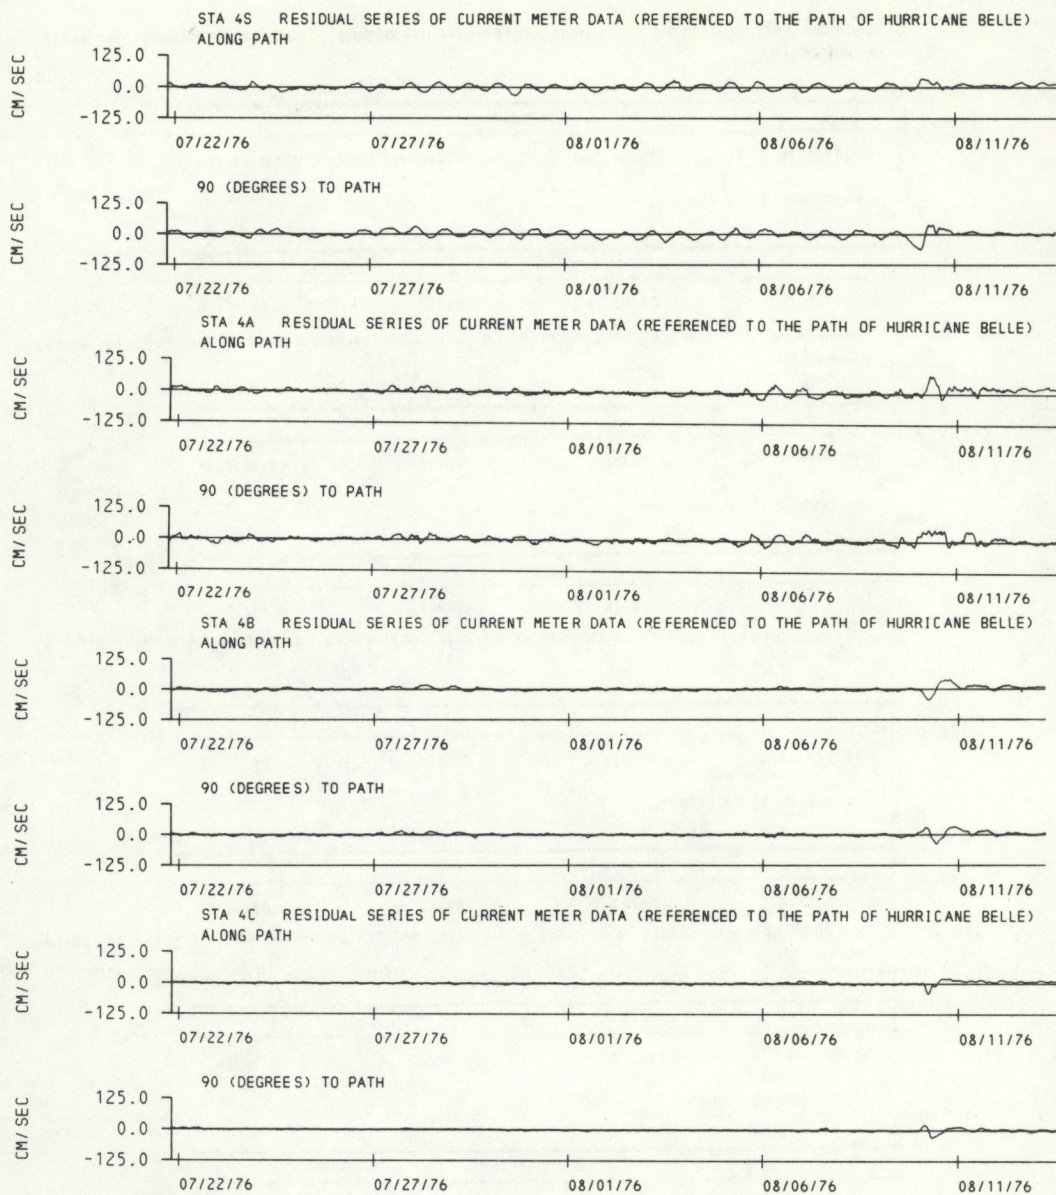 STA 4S RESIDUAL SERIES OF CURRENT METER DATA (REFERENCED TO THE PATH OF HURRICANE BELLE)
ALONG PATH
CM/SEC
125.0
0.0
-125.0
07/22/76 07/27/76 08/01/76 08/06/76 08/11/76
90 (DEGREES) TO PATH
CM/SEC
125.0
0.0
-125.0
07/22/76 07/27/76 08/01/76 08/06/76 08/11/76
STA 4A RESIDUAL SERIES OF CURRENT METER DATA (REFERENCED TO THE PATH OF HURRICANE BELLE)
ALONG PATH
CM/SEC
125.0
0.0
-125.0
07/22/76 07/27/76 08/01/76 08/06/76 08/11/76
90 (DEGREES) TO PATH
CM/SEC
125.0
0.0
-125.0
07/22/76 07/27/76 08/01/76 08/06/76 08/11/76
STA 4B RESIDUAL SERIES OF CURRENT METER DATA (REFERENCED TO THE PATH OF HURRICANE BELLE)
ALONG PATH
CM/SEC
125.0
0.0
-125.0
07/22/76 07/27/76 08/01/76 08/06/76 08/11/76
90 (DEGREES) TO PATH
CM/SEC
125.0
0.0
-125.0
07/22/76 07/27/76 08/01/76 08/06/76 08/11/76
STA 4C RESIDUAL SERIES OF CURRENT METER DATA (REFERENCED TO THE PATH OF HURRICANE BELLE)
ALONG PATH
CM/SEC
125.0
0.0
-125.0
07/22/76 07/27/76 08/01/76 08/06/76 08/11/76
90 (DEGREES) TO PATH
CM/SEC
125.0
0.0
-125.0
07/22/76 07/27/76 08/01/76 08/06/76 08/11/76